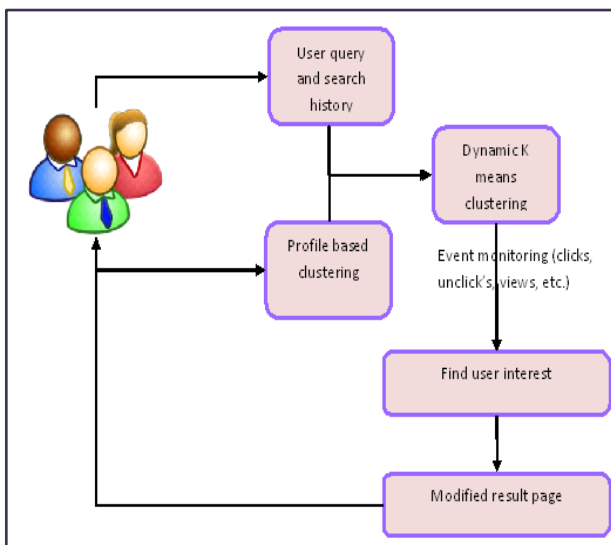 User query
and search
history
Dynamic K
means
clustering
Profile based
clustering
Event monitoring (clicks,
unclick's, views, etc.)
Find user interest
Modified result page